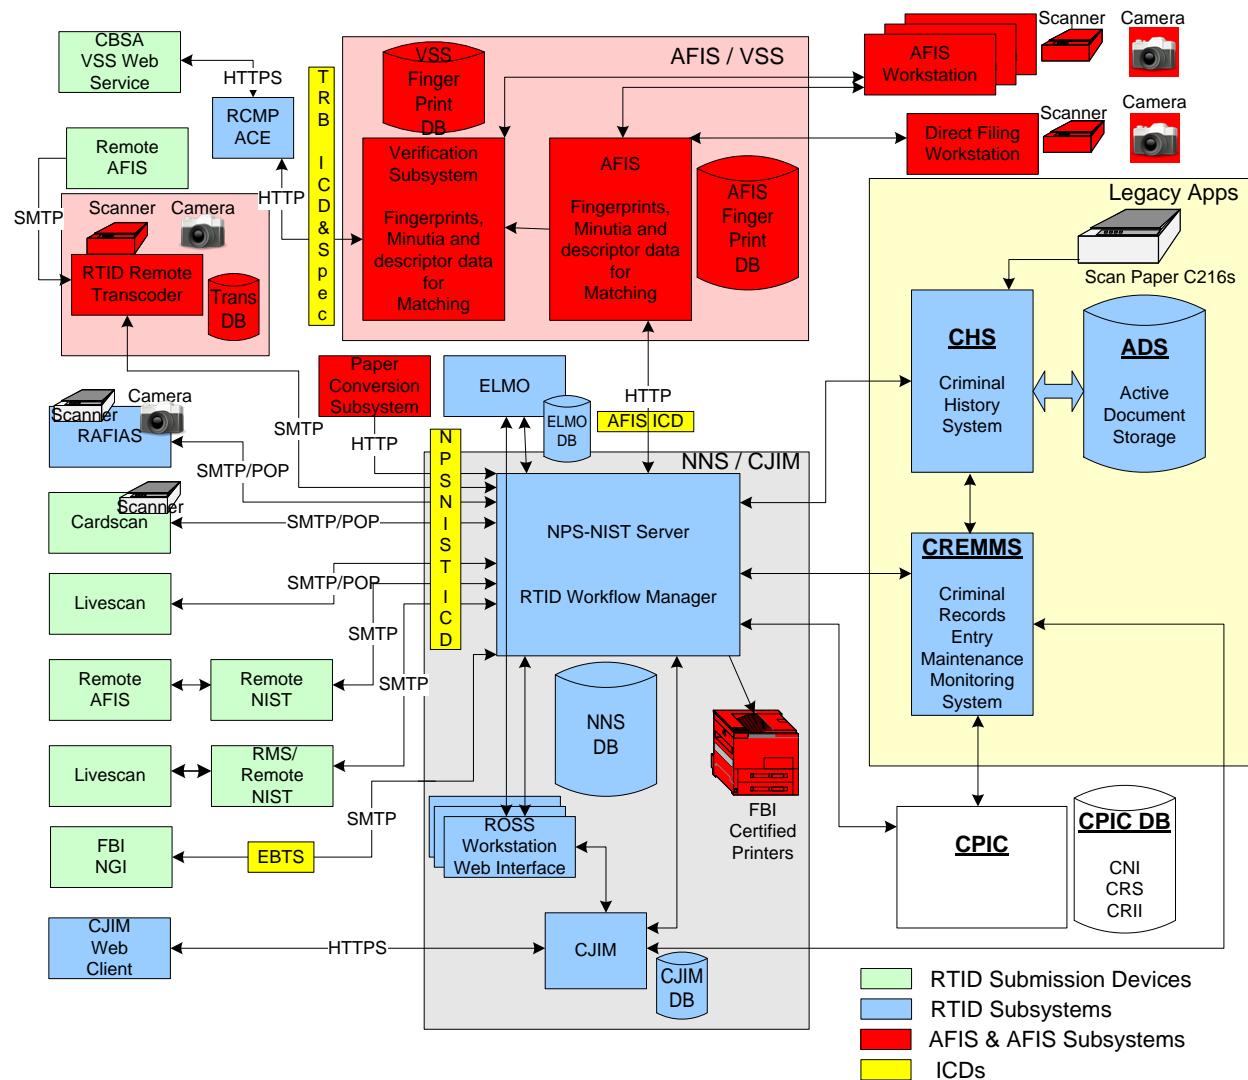 CBSA
VSS Web
Service
HTTPS
RCMP
ACE
Remote
AFIS
SMTP
HTTP
Scanner
Camera
RTID Remote
Transcoder
Trans
DB
TRB ICD&Spec
AFIS / VSS
VSS
Finger
Print
DB
Verification
Subsystem
Fingerprints,
Minutia and
descriptor data
for
Matching
AFIS
Fingerprints,
Minutia and
descriptor data
for
Matching
AFIS
Finger
Print
DB
AFIS
Workstation
Scanner
Camera
Direct Filing
Workstation
Scanner
Camera
Legacy Apps
Scan Paper C216s
CHS
Criminal
History
System
ADS
Active
Document
Storage
CREMMS
Criminal
Records
Entry
Maintenance
Monitoring
System
CPIC
CPIC DB
CNI
CRS
CRII
Paper
Conversion
Subsystem
HTTP
ELMO
ELMO
DB
HTTP
AFIS ICD
NNS / CJIM
NPSNIST ICD
NPS-NIST Server
RTID Workflow Manager
NNS
DB
FBI
Certified
Printers
ROSS
Workstation
Web Interface
CJIM
CJIM
DB
Scanner
Camera
RAFIAS
SMTP
SMTP/POP
Scanner
Cardscan
SMTP/POP
Livescan
SMTP/POP
SMTP
Remote
AFIS
Remote
NIST
SMTP
Livescan
RMS/
Remote
NIST
SMTP
FBI
NGI
EBTS
CJIM
Web
Client
HTTPS
RTID Submission Devices
RTID Subsystems
AFIS & AFIS Subsystems
ICDs